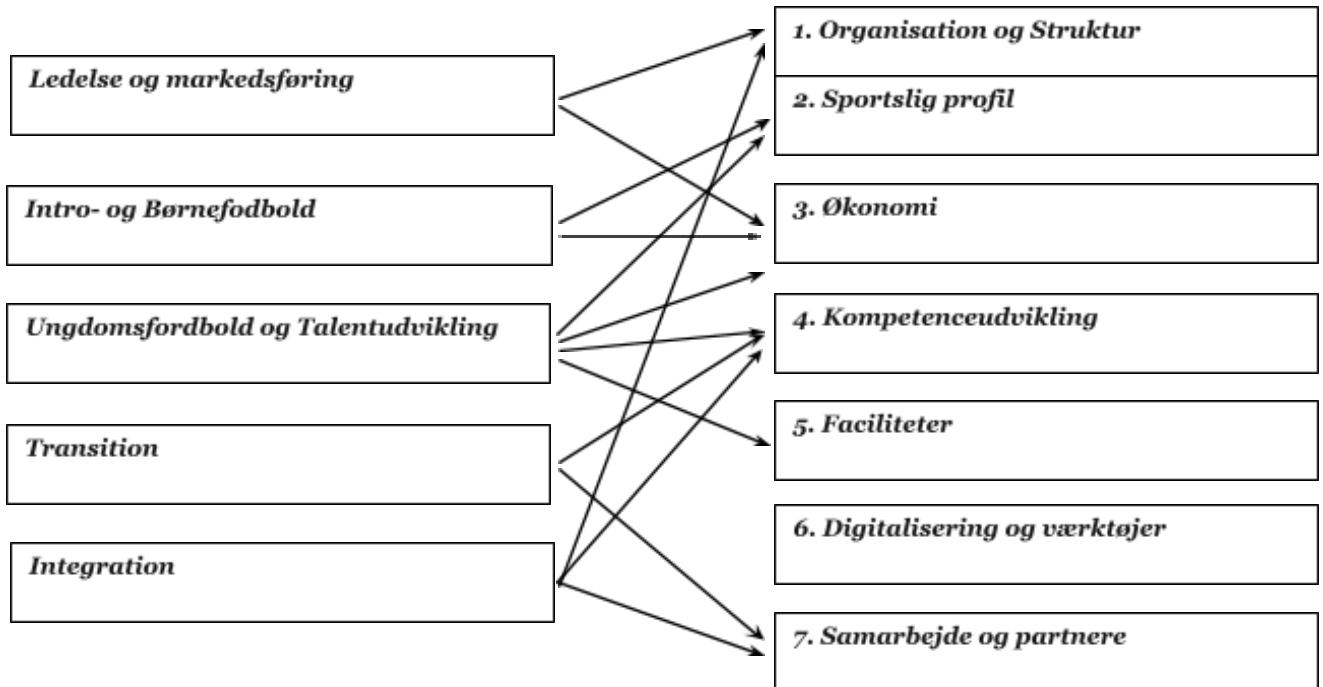 Ledelse og markedsføring
Intro- og Børnefodbold
Ungdomsfordbold og Talentudvikling
Transition
Integration
1. Organisation og Struktur
2. Sportslig profil
3. Økonomi
4. Kompetenceudvikling
5. Faciliteter
6. Digitalisering og værktøjer
7. Samarbejde og partnere